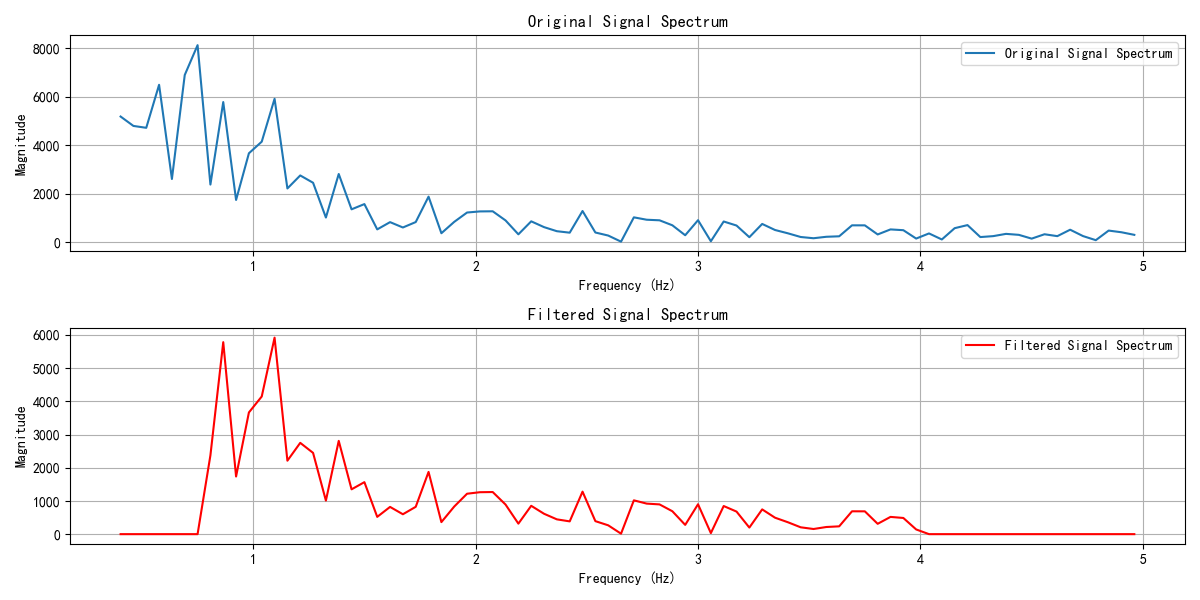 Original Signal Spectrum
8000
6000
4000
2000
0
Magnitude
Original Signal Spectrum
1 2 3 4 5
Frequency (Hz)
Filtered Signal Spectrum
6000
5000
4000
3000
2000
1000
0
Magnitude
Filtered Signal Spectrum
1 2 3 4 5
Frequency (Hz)